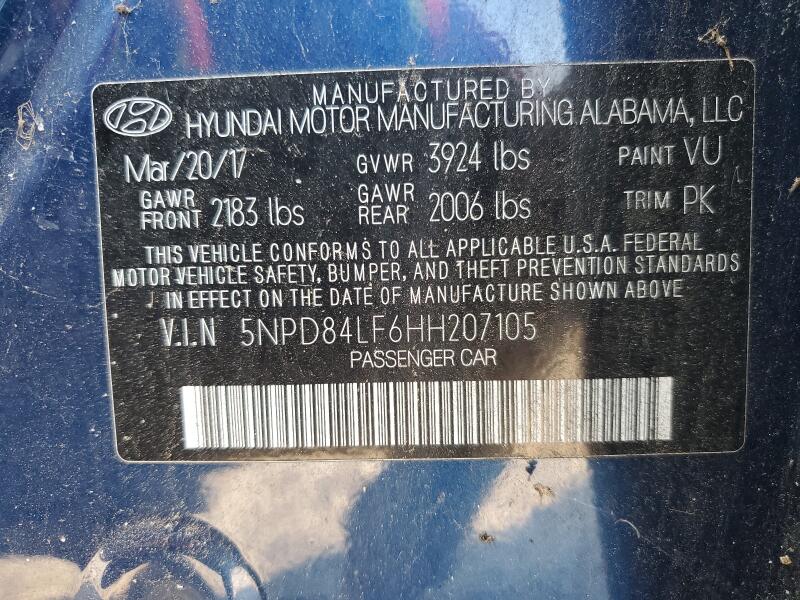 MANUFACTURED BY
HYUNDAI MOTOR MANUFACTURING ALABAMA, LLC
Mar/20/17 GVWR 3924 lbs PAINT VU
GAWR FRONT 2183 lbs GAWR REAR 2006 lbs TRIM PK
THIS VEHICLE CONFORMS TO ALL APPLICABLE U.S.A. FEDERAL
MOTOR VEHICLE SAFETY, BUMPER, AND THEFT PREVENTION STANDARDS
IN EFFECT ON THE DATE OF MANUFACTURE SHOWN ABOVE
V.I.N 5NPD84LF6HH207105
PASSENGER CAR